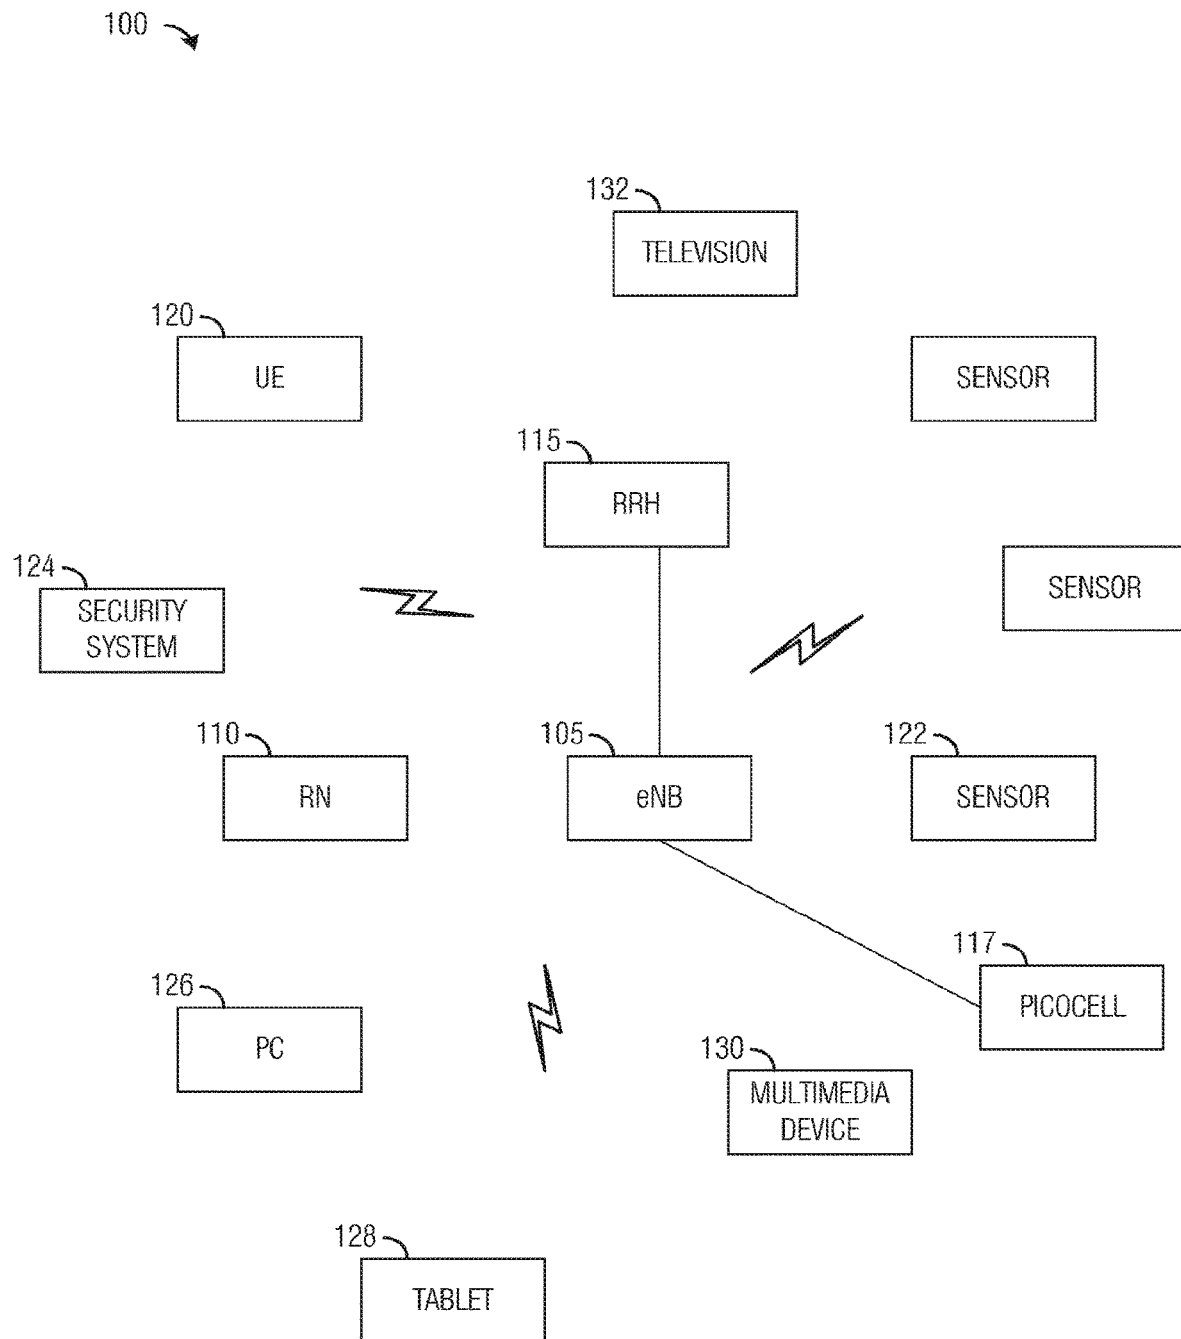 100
132
TELEVISION
120
UE
SENSOR
115
RRH
SENSOR
124
SECURITY
SYSTEM
110
RN
105
eNB
122
SENSOR
117
PICOCELL
126
PC
130
MULTIMEDIA
DEVICE
128
TABLET